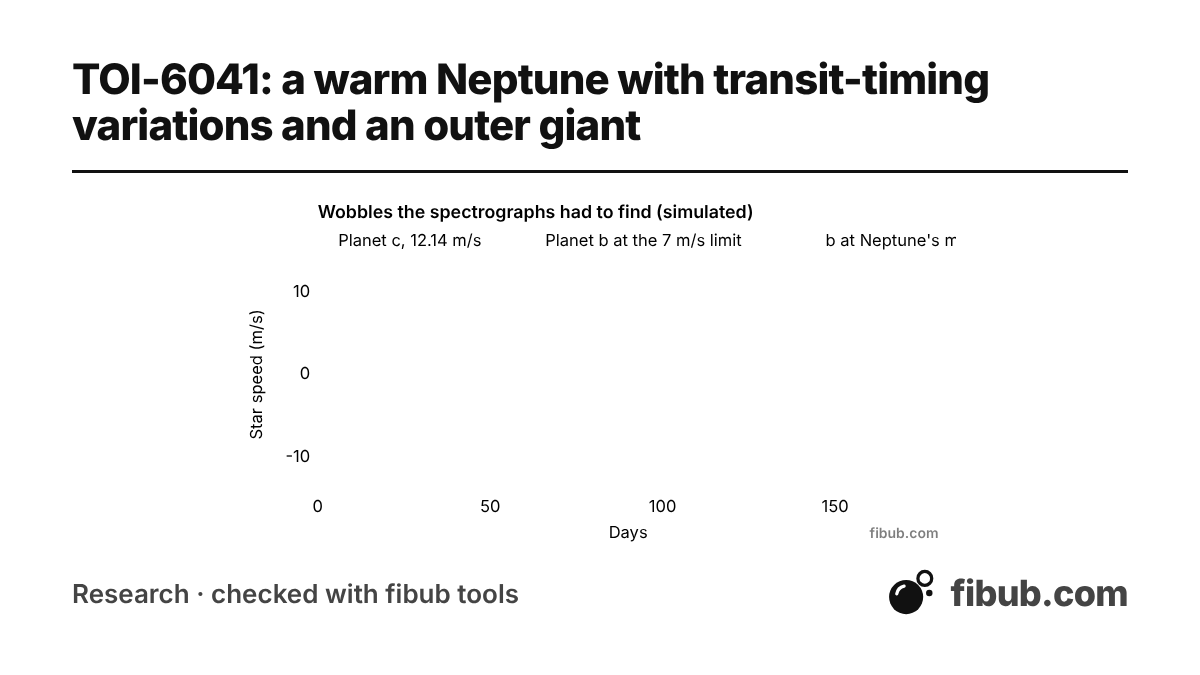 TOI-6041: a warm Neptune with transit-timing
variations and an outer giant
Wobbles the spectrographs had to find (simulated)
Planet c, 12.14 m/s
Planet b at the 7 m/s limit
b at Neptune's m
10
0
-10
Star speed (m/s)
0
50
100
150
Days
fibub.com
Research · checked with fibub tools
fibub.com